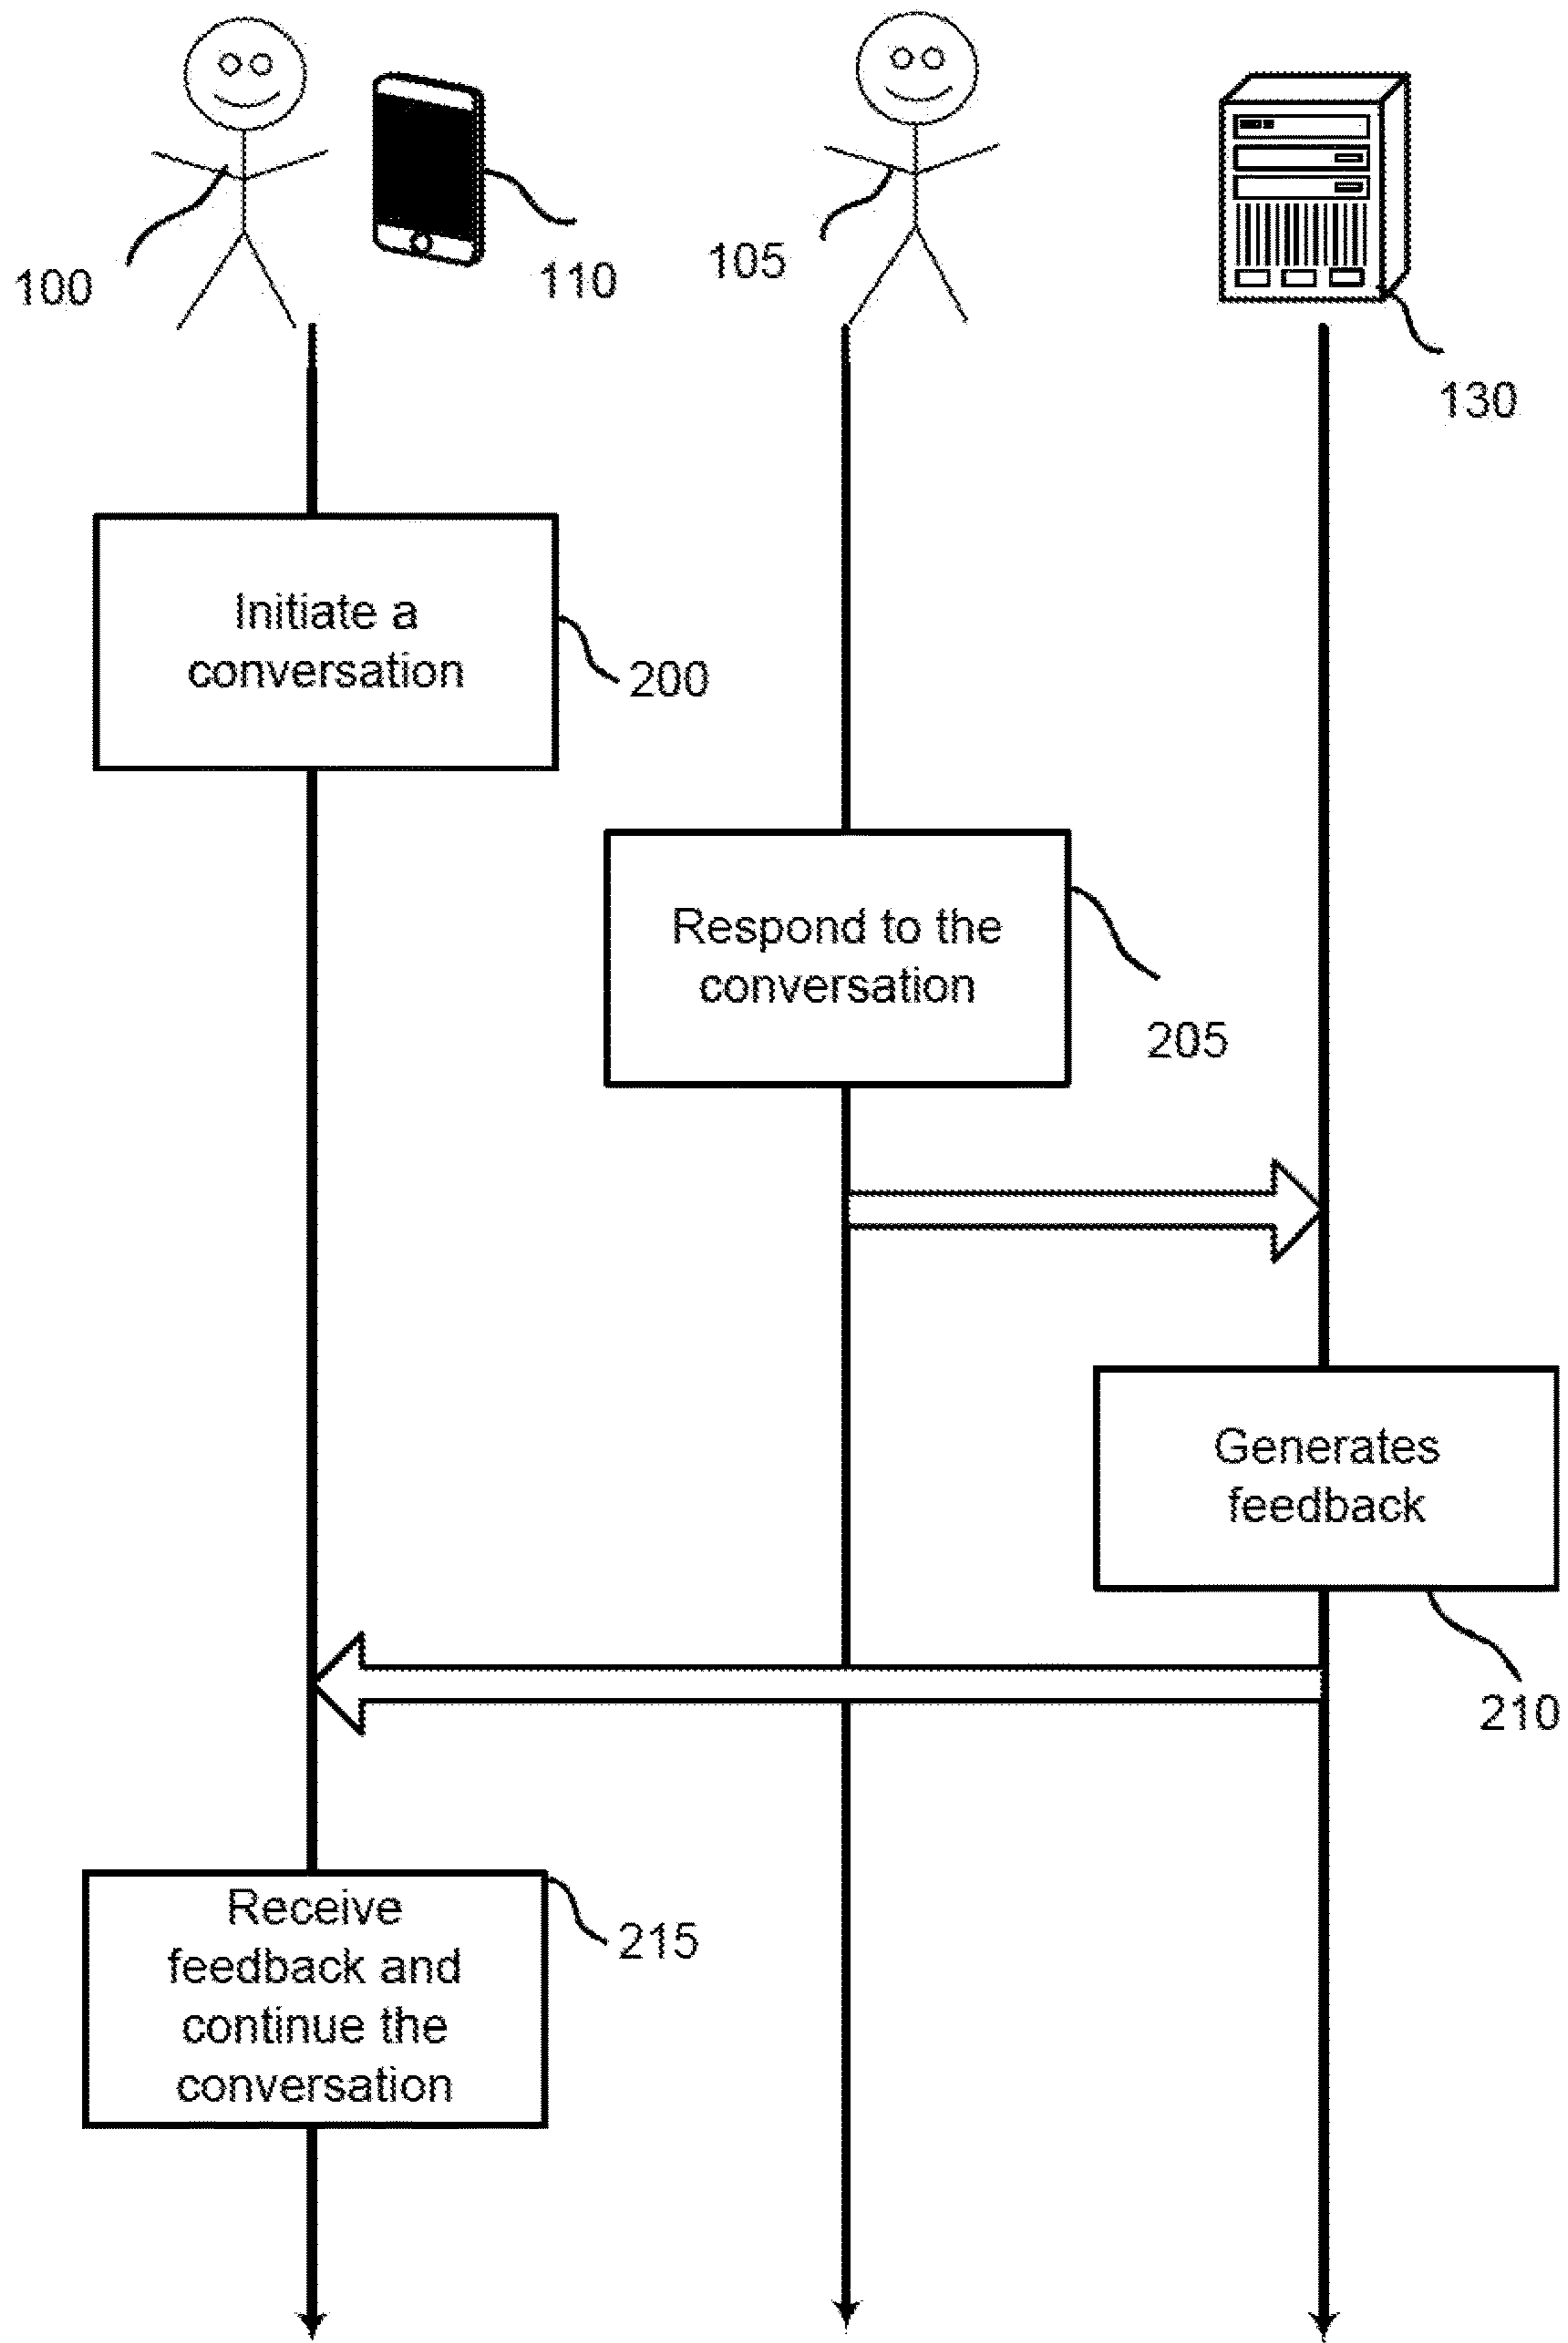 100
110
105
130
Initiate a
conversation
200
Respond to the
conversation
205
Generates
feedback
210
Receive
feedback and
continue the
conversation
215